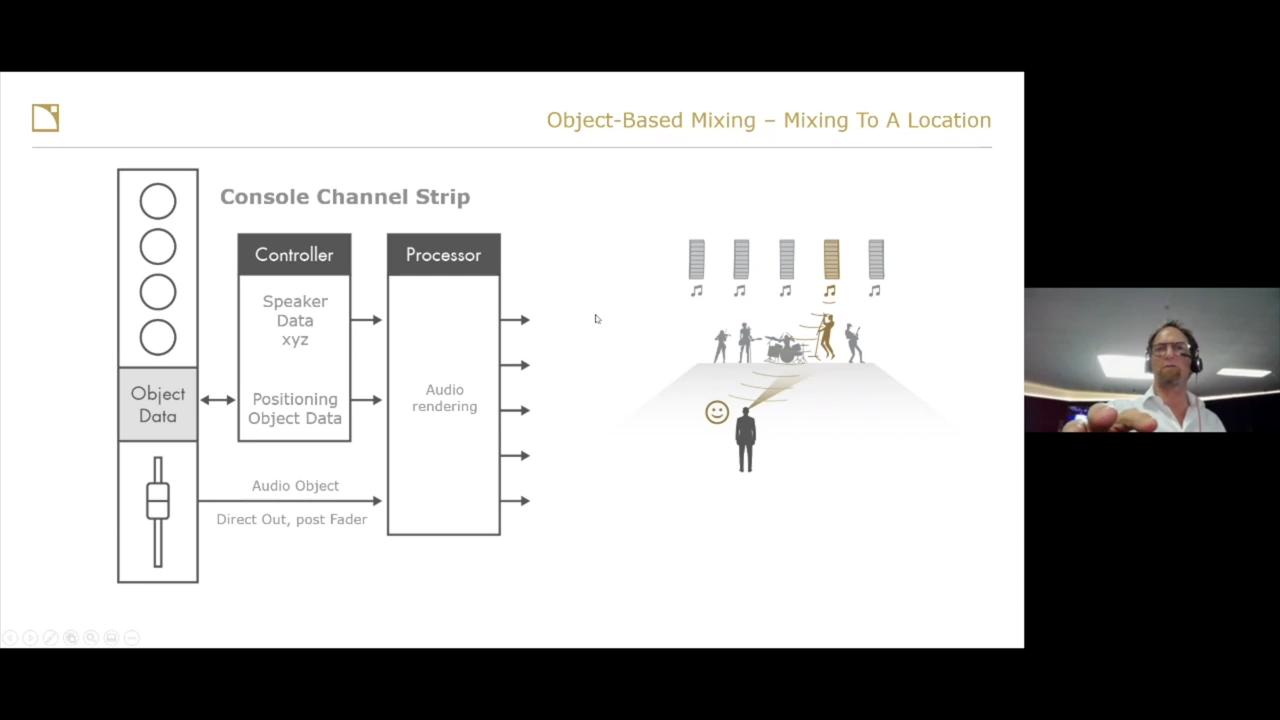 Object-Based Mixing – Mixing To A Location
Console Channel Strip
Controller
Processor
Speaker
Data
xyz
Object
Data
Positioning
Object Data
Audio
rendering
Audio Object
Direct Out, post Fader